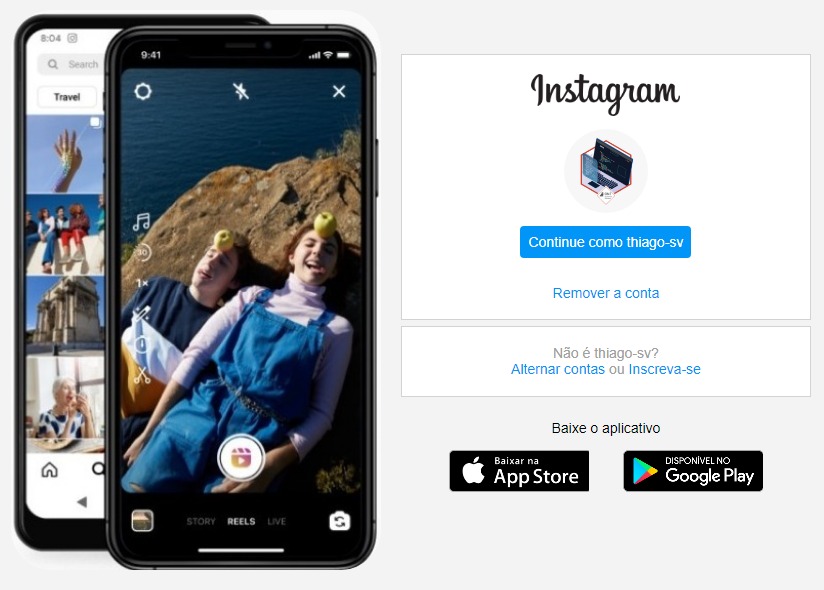 8:04
Search
Travel
9:41
30
1×
STORY REELS LIVE
Instagram
Continue como thiago-sv
Remover a conta
Não é thiago-sv?
Alternar contas ou Inscreva-se
Baixe o aplicativo
Baixar na
App Store
DISPONÍVEL NO
Google Play